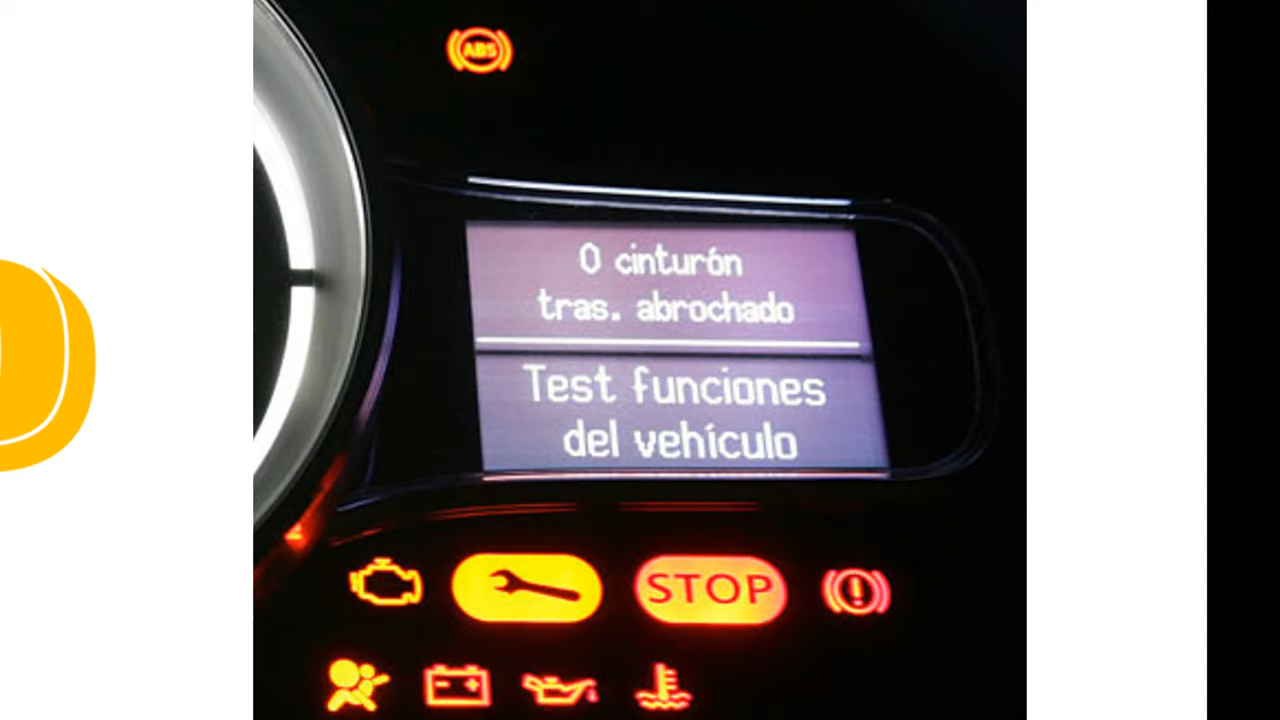 ABS
0 cinturón
tras. abrochado
Test funciones
del vehículo
STOP